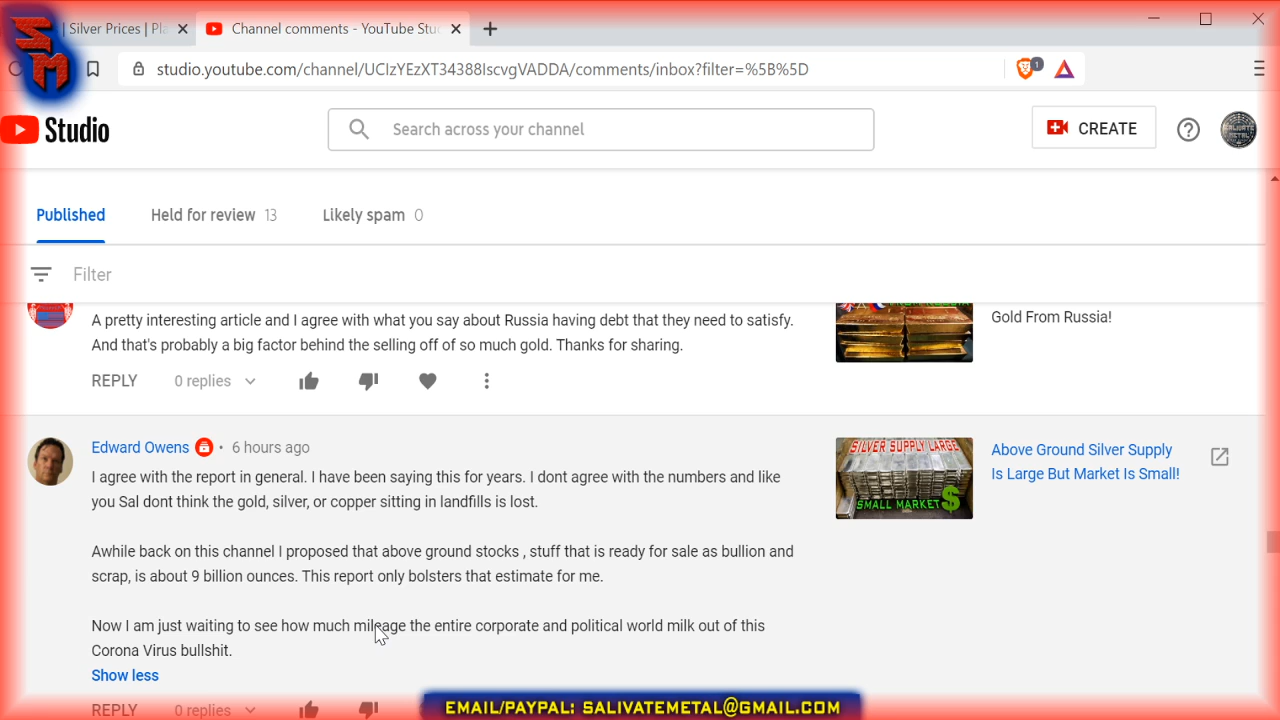 SM
| Silver Prices | Pla
Channel comments - YouTube Stu
studio.youtube.com/channel/UCIzYEzXT34388IscvgVADDA/comments/inbox?filter=%5B%5D
1
Studio
Search across your channel
CREATE
Published
Held for review 13
Likely spam 0
Filter
A pretty interesting article and I agree with what you say about Russia having debt that they need to satisfy.
And that's probably a big factor behind the selling off of so much gold. Thanks for sharing.
Gold From Russia!
REPLY
0 replies
Edward Owens • 6 hours ago
I agree with the report in general. I have been saying this for years. I dont agree with the numbers and like
you Sal dont think the gold, silver, or copper sitting in landfills is lost.
Awhile back on this channel I proposed that above ground stocks , stuff that is ready for sale as bullion and
scrap, is about 9 billion ounces. This report only bolsters that estimate for me.
Now I am just waiting to see how much mileage the entire corporate and political world milk out of this
Corona Virus bullshit.
Show less
REPLY
0 replies
SILVER SUPPLY LARGE
SMALL MARKET $
Above Ground Silver Supply
Is Large But Market Is Small!
EMAIL/PAYPAL: SALIVATEMETAL@GMAIL.COM